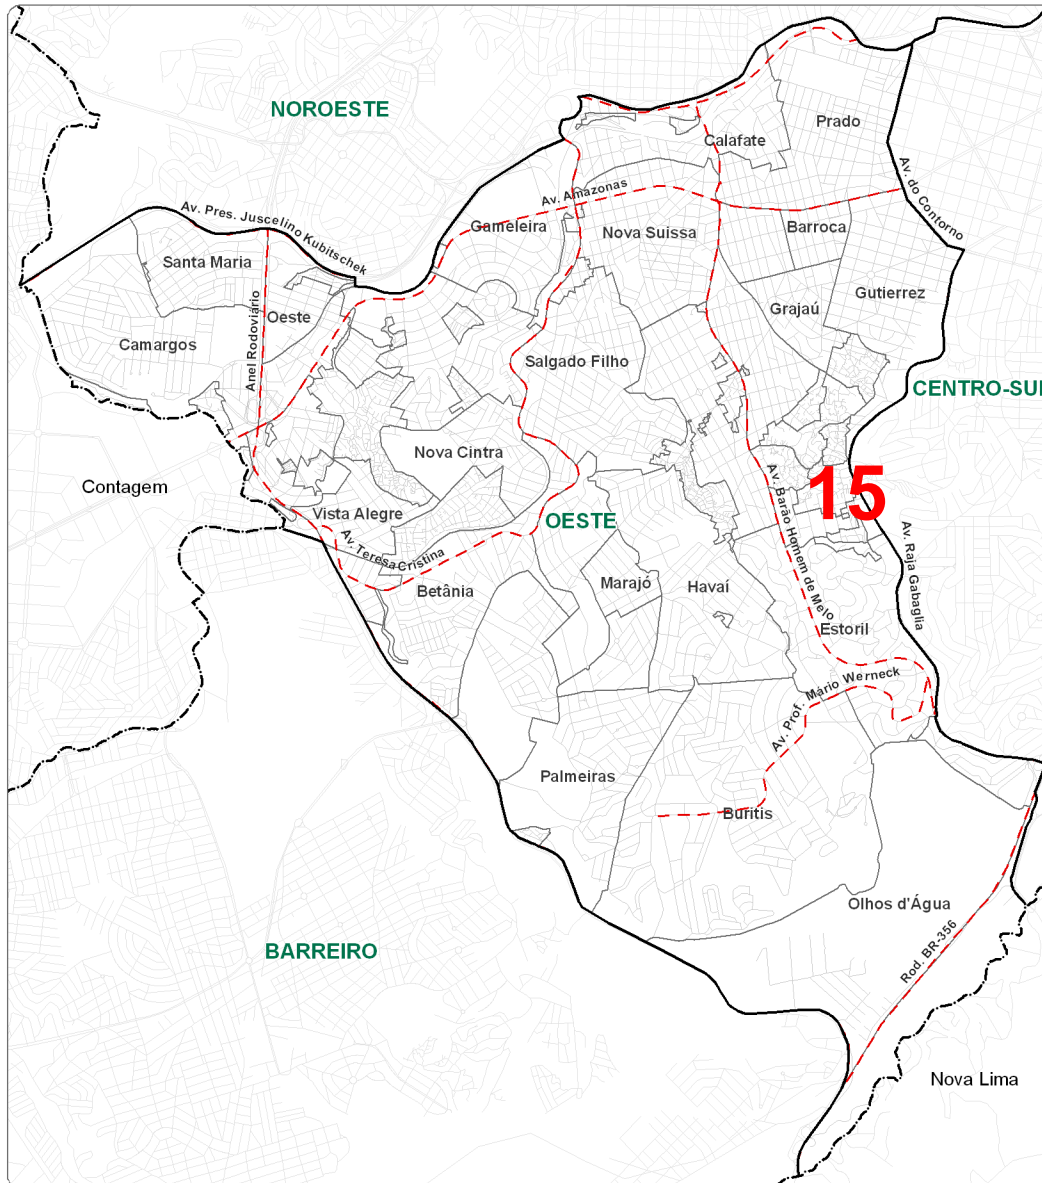 NOROESTE
Prado
Calafate
Av. do Contorno
Av. Amazonas
Av. Pres. Juscelino Kubitschek
Gameleira
Nova Suissa
Barroca
Santa Maria
Gutierrez
Grajaú
Oeste
Anel Rodoviário
Camargos
Salgado Filho
CENTRO-SUL
Nova Cintra
Contagem
15
Vista Alegre
OESTE
Av. Barão Homem de Melo
Av. Raja Gabaglia
Av. Teresa Cristina
Betânia
Marajó
Havaí
Estoril
Av. Prof. Mário Werneck
Palmeiras
Buritis
Olhos d'Água
BARREIRO
Rod. BR-356
Nova Lima